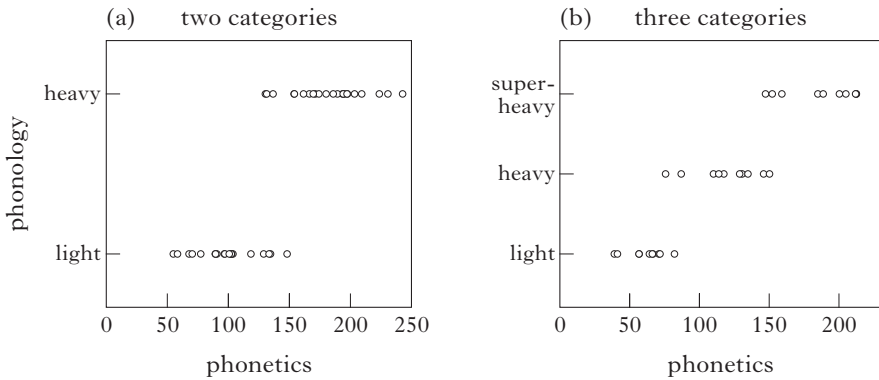 (a) two categories
phonology
heavy
light
0 50 100 150 200 250
phonetics
(b) three categories
super-
heavy
heavy
light
0 50 100 150 200
phonetics